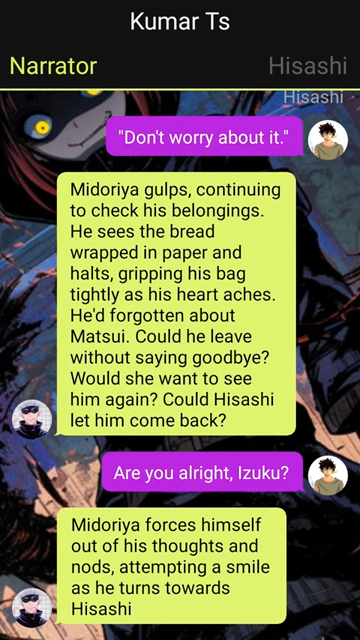 Kumar Ts
Narrator
Hisashi
Hisashi
"Don't worry about it."
Midoriya gulps, continuing
to check his belongings.
He sees the bread
wrapped in paper and
halts, gripping his bag
tightly as his heart aches.
He'd forgotten about
Matsui. Could he leave
without saying goodbye?
Would she want to see
him again? Could Hisashi
let him come back?
Are you alright, Izuku?
Midoriya forces himself
out of his thoughts and
nods, attempting a smile
as he turns towards
Hisashi